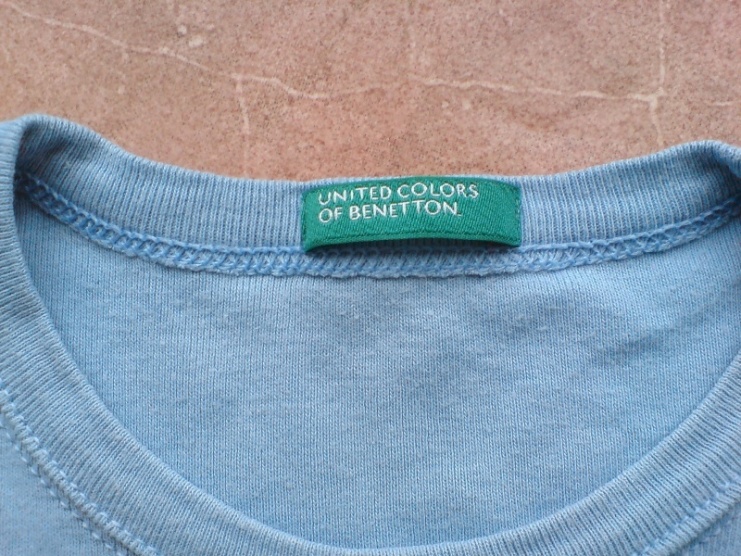 UNITED COLORS
OF BENETTON.